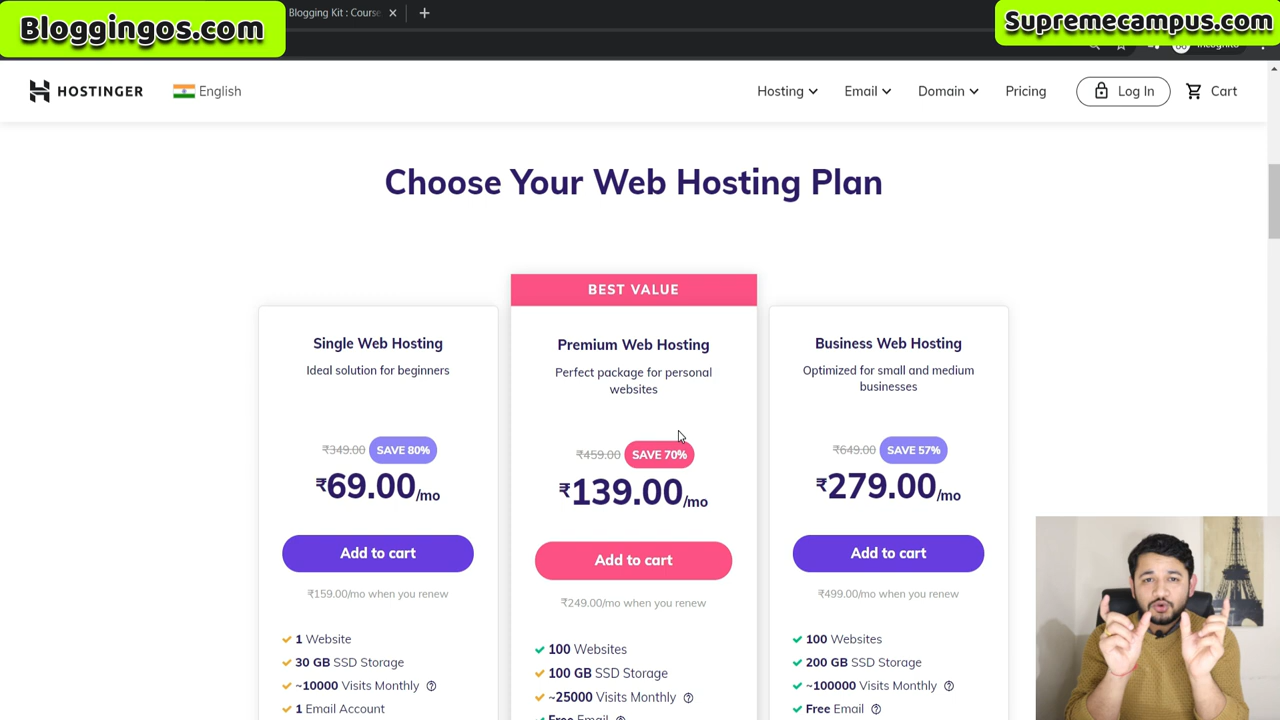 Bloggingos.com
Blogging Kit : Course
Supremecampus.com
HOSTINGER
English
Hosting
Email
Domain
Pricing
Log In
Cart
Choose Your Web Hosting Plan
BEST VALUE
Single Web Hosting
Ideal solution for beginners
₹349.00 SAVE 80%
₹69.00/mo
Add to cart
₹159.00/mo when you renew
1 Website
30 GB SSD Storage
~10000 Visits Monthly
1 Email Account
Premium Web Hosting
Perfect package for personal
websites
₹459.00 SAVE 70%
₹139.00/mo
Add to cart
₹249.00/mo when you renew
100 Websites
100 GB SSD Storage
~25000 Visits Monthly
Free Email
Business Web Hosting
Optimized for small and medium
businesses
₹649.00 SAVE 57%
₹279.00/mo
Add to cart
₹499.00/mo when you renew
100 Websites
200 GB SSD Storage
~100000 Visits Monthly
Free Email